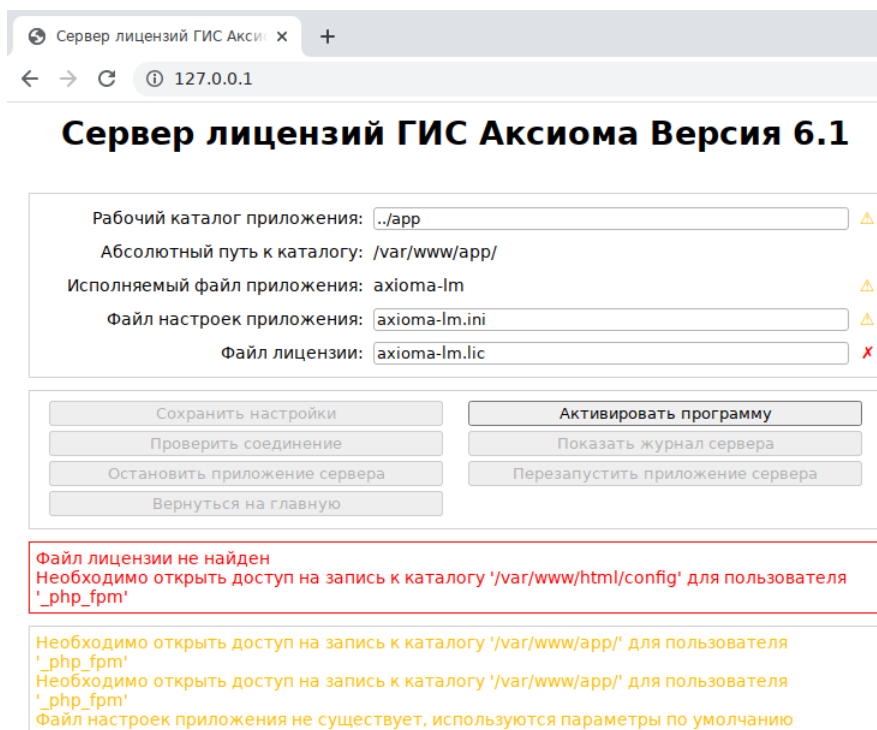 Сервер лицензий ГИС Аксио
127.0.0.1
Сервер лицензий ГИС Аксиома Версия 6.1
Рабочий каталог приложения: ../app
Абсолютный путь к каталогу: /var/www/app/
Исполняемый файл приложения: axioma-lm
Файл настроек приложения: axioma-lm.ini
Файл лицензии: axioma-lm.lic
Сохранить настройки Активировать программу
Проверить соединение Показать журнал сервера
Остановить приложение сервера Перезапустить приложение сервера
Вернуться на главную
Файл лицензии не найден
Необходимо открыть доступ на запись к каталогу '/var/www/html/config' для пользователя
'_php_fpm'
Необходимо открыть доступ на запись к каталогу '/var/www/app/' для пользователя
'_php_fpm'
Необходимо открыть доступ на запись к каталогу '/var/www/app/' для пользователя
'_php_fpm'
Файл настроек приложения не существует, используются параметры по умолчанию